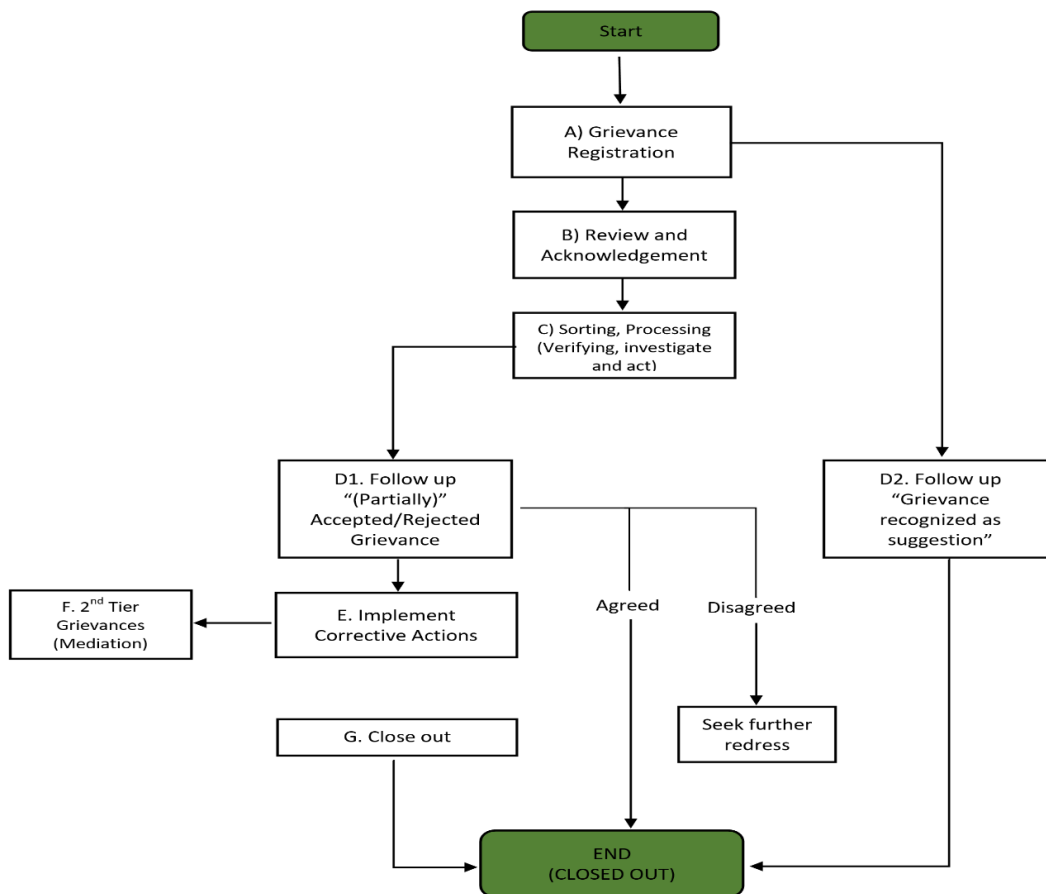 Start
A) Grievance
Registration
B) Review and
Acknowledgement
C) Sorting, Processing
(Verifying, investigate
and act)
D1. Follow up
“(Partially)”
Accepted/Rejected
Grievance
D2. Follow up
“Grievance
recognized as
suggestion”
F. 2nd Tier
Grievances
(Mediation)
E. Implement
Corrective Actions
Agreed
Disagreed
G. Close out
Seek further
redress
END
(CLOSED OUT)